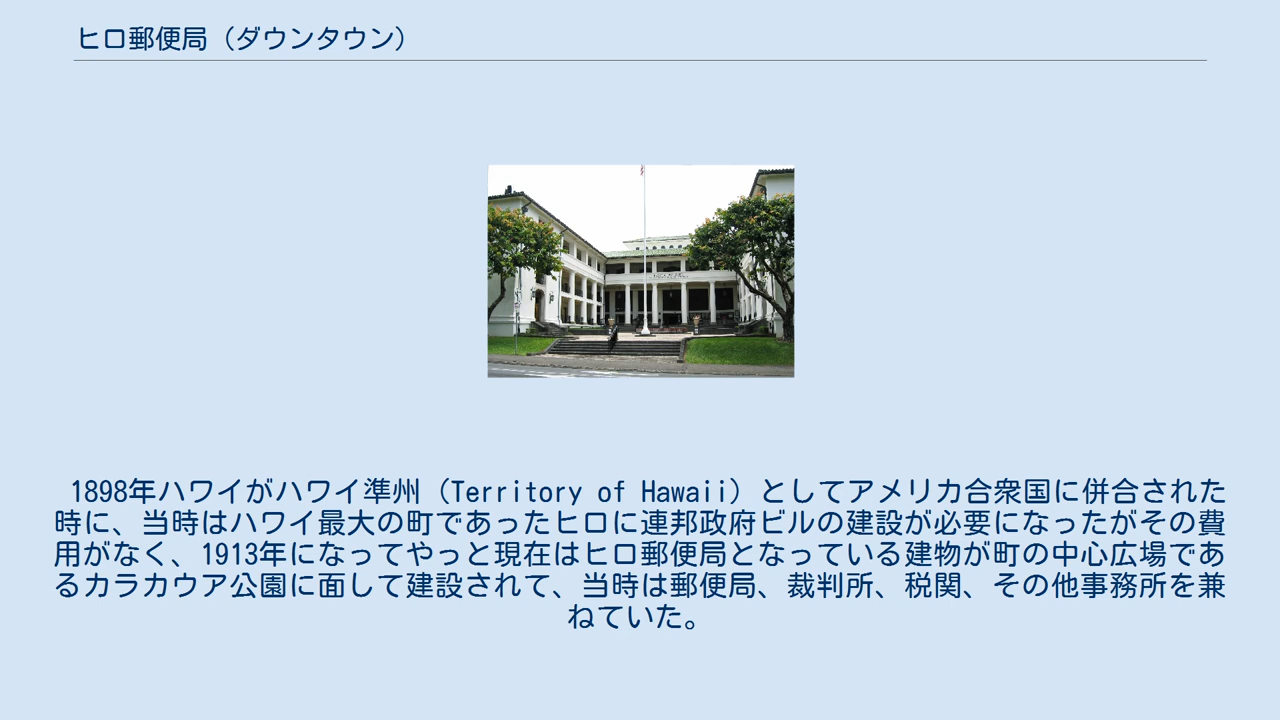 ヒロ郵便局（ダウンタウン）
1898年ハワイがハワイ準州（Territory of Hawaii）としてアメリカ合衆国に併合された
時に、当時はハワイ最大の町であったヒロに連邦政府ビルの建設が必要になったがその費
用がなく、1913年になってやっと現在はヒロ郵便局となっている建物が町の中心広場であ
るカラカウア公園に面して建設されて、当時は郵便局、裁判所、税関、その他事務所を兼
ねていた。